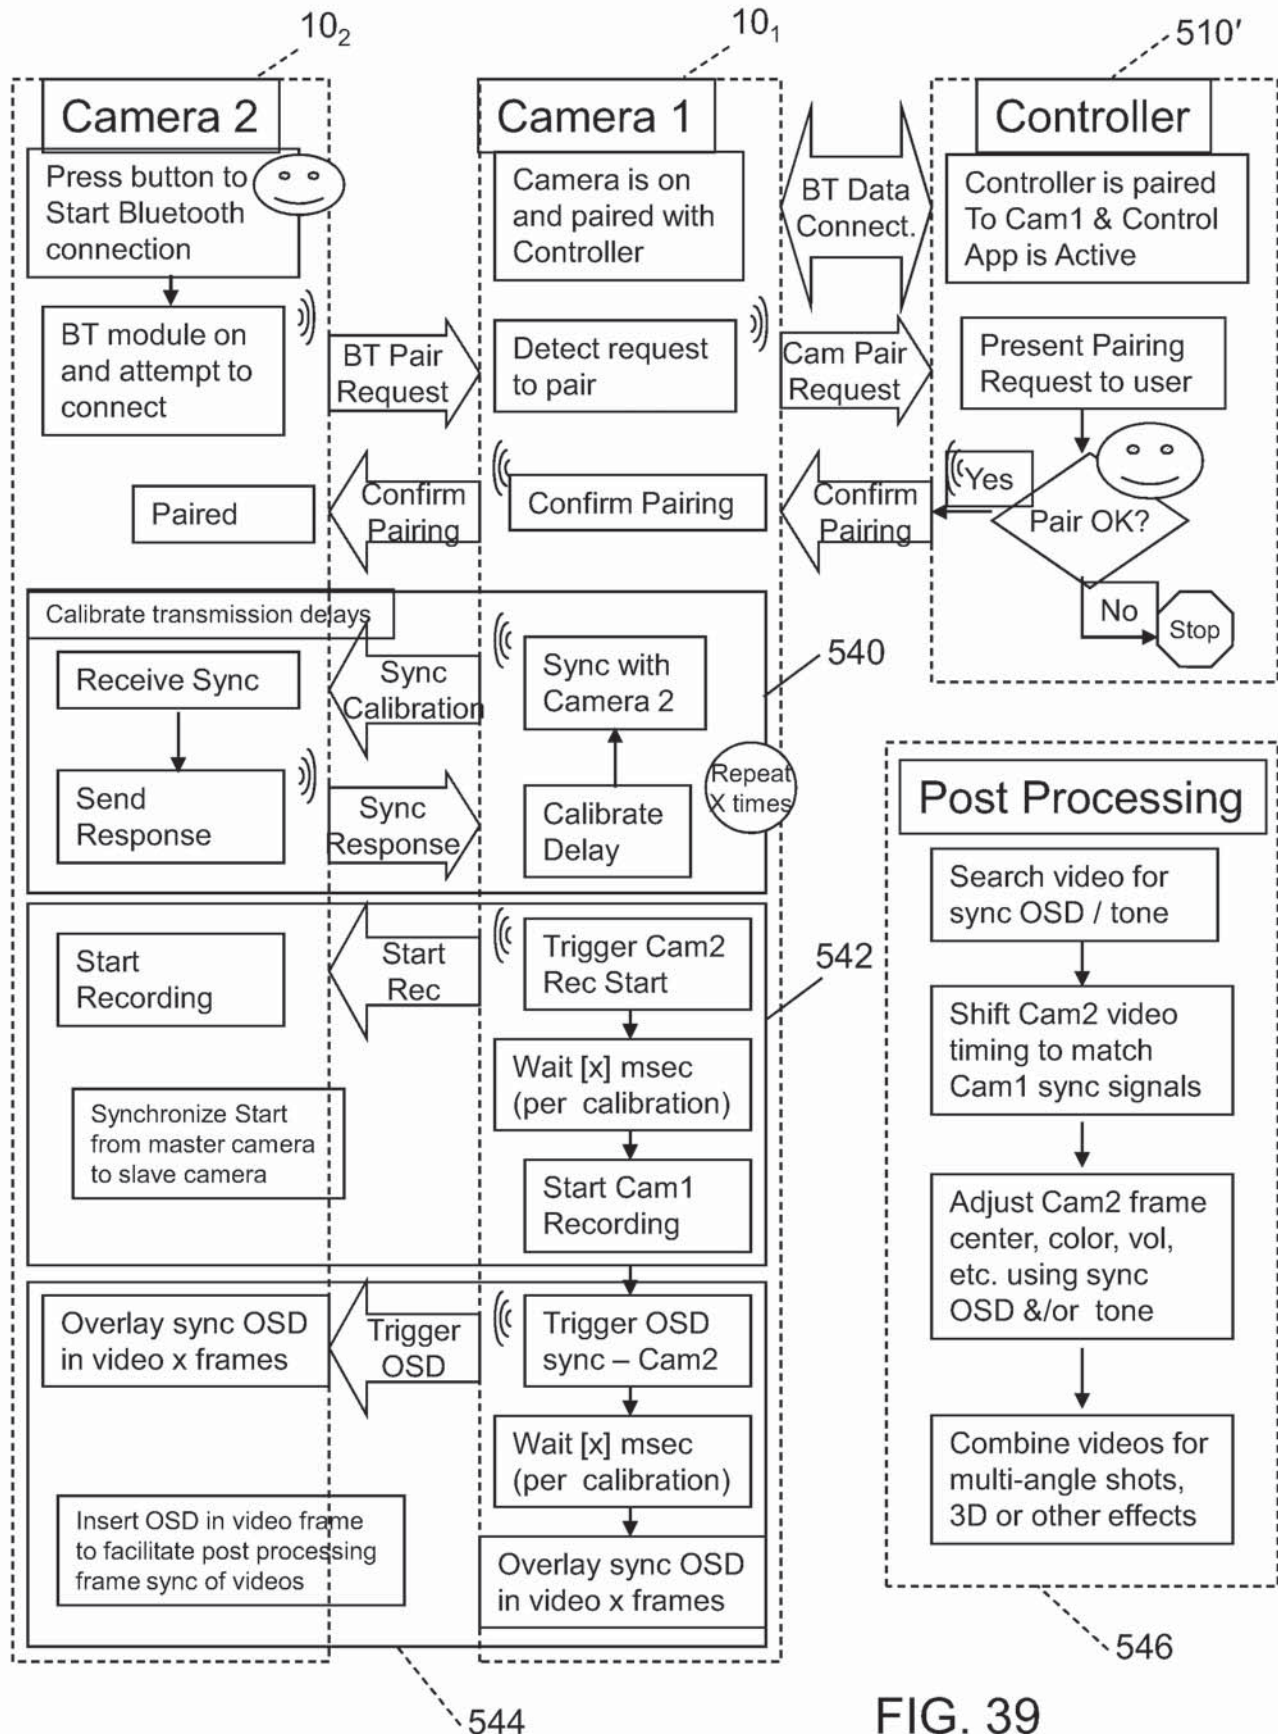 10₂
10₁
510′
Camera 2
Camera 1
Controller
Press button to
Start Bluetooth
connection
Camera is on
and paired with
Controller
BT Data
Connect.
Controller is paired
To Cam1 & Control
App is Active
BT module on
and attempt to
connect
BT Pair
Request
Detect request
to pair
Cam Pair
Request
Present Pairing
Request to user
Paired
Confirm
Pairing
Confirm Pairing
Confirm
Pairing
Yes
Pair OK?
No
Stop
Calibrate transmission delays
Receive Sync
Sync
Calibration
Sync with
Camera 2
540
Send
Response
Sync
Response
Calibrate
Delay
Repeat
X times
Start
Recording
Start
Rec
Trigger Cam2
Rec Start
542
Wait [x] msec
(per calibration)
Synchronize Start
from master camera
to slave camera
Start Cam1
Recording
Overlay sync OSD
in video x frames
Trigger
OSD
Trigger OSD
sync – Cam2
Wait [x] msec
(per calibration)
Insert OSD in video frame
to facilitate post processing
frame sync of videos
Overlay sync OSD
in video x frames
544
Post Processing
Search video for
sync OSD / tone
Shift Cam2 video
timing to match
Cam1 sync signals
Adjust Cam2 frame
center, color, vol,
etc. using sync
OSD &/or tone
Combine videos for
multi-angle shots,
3D or other effects
546
FIG. 39